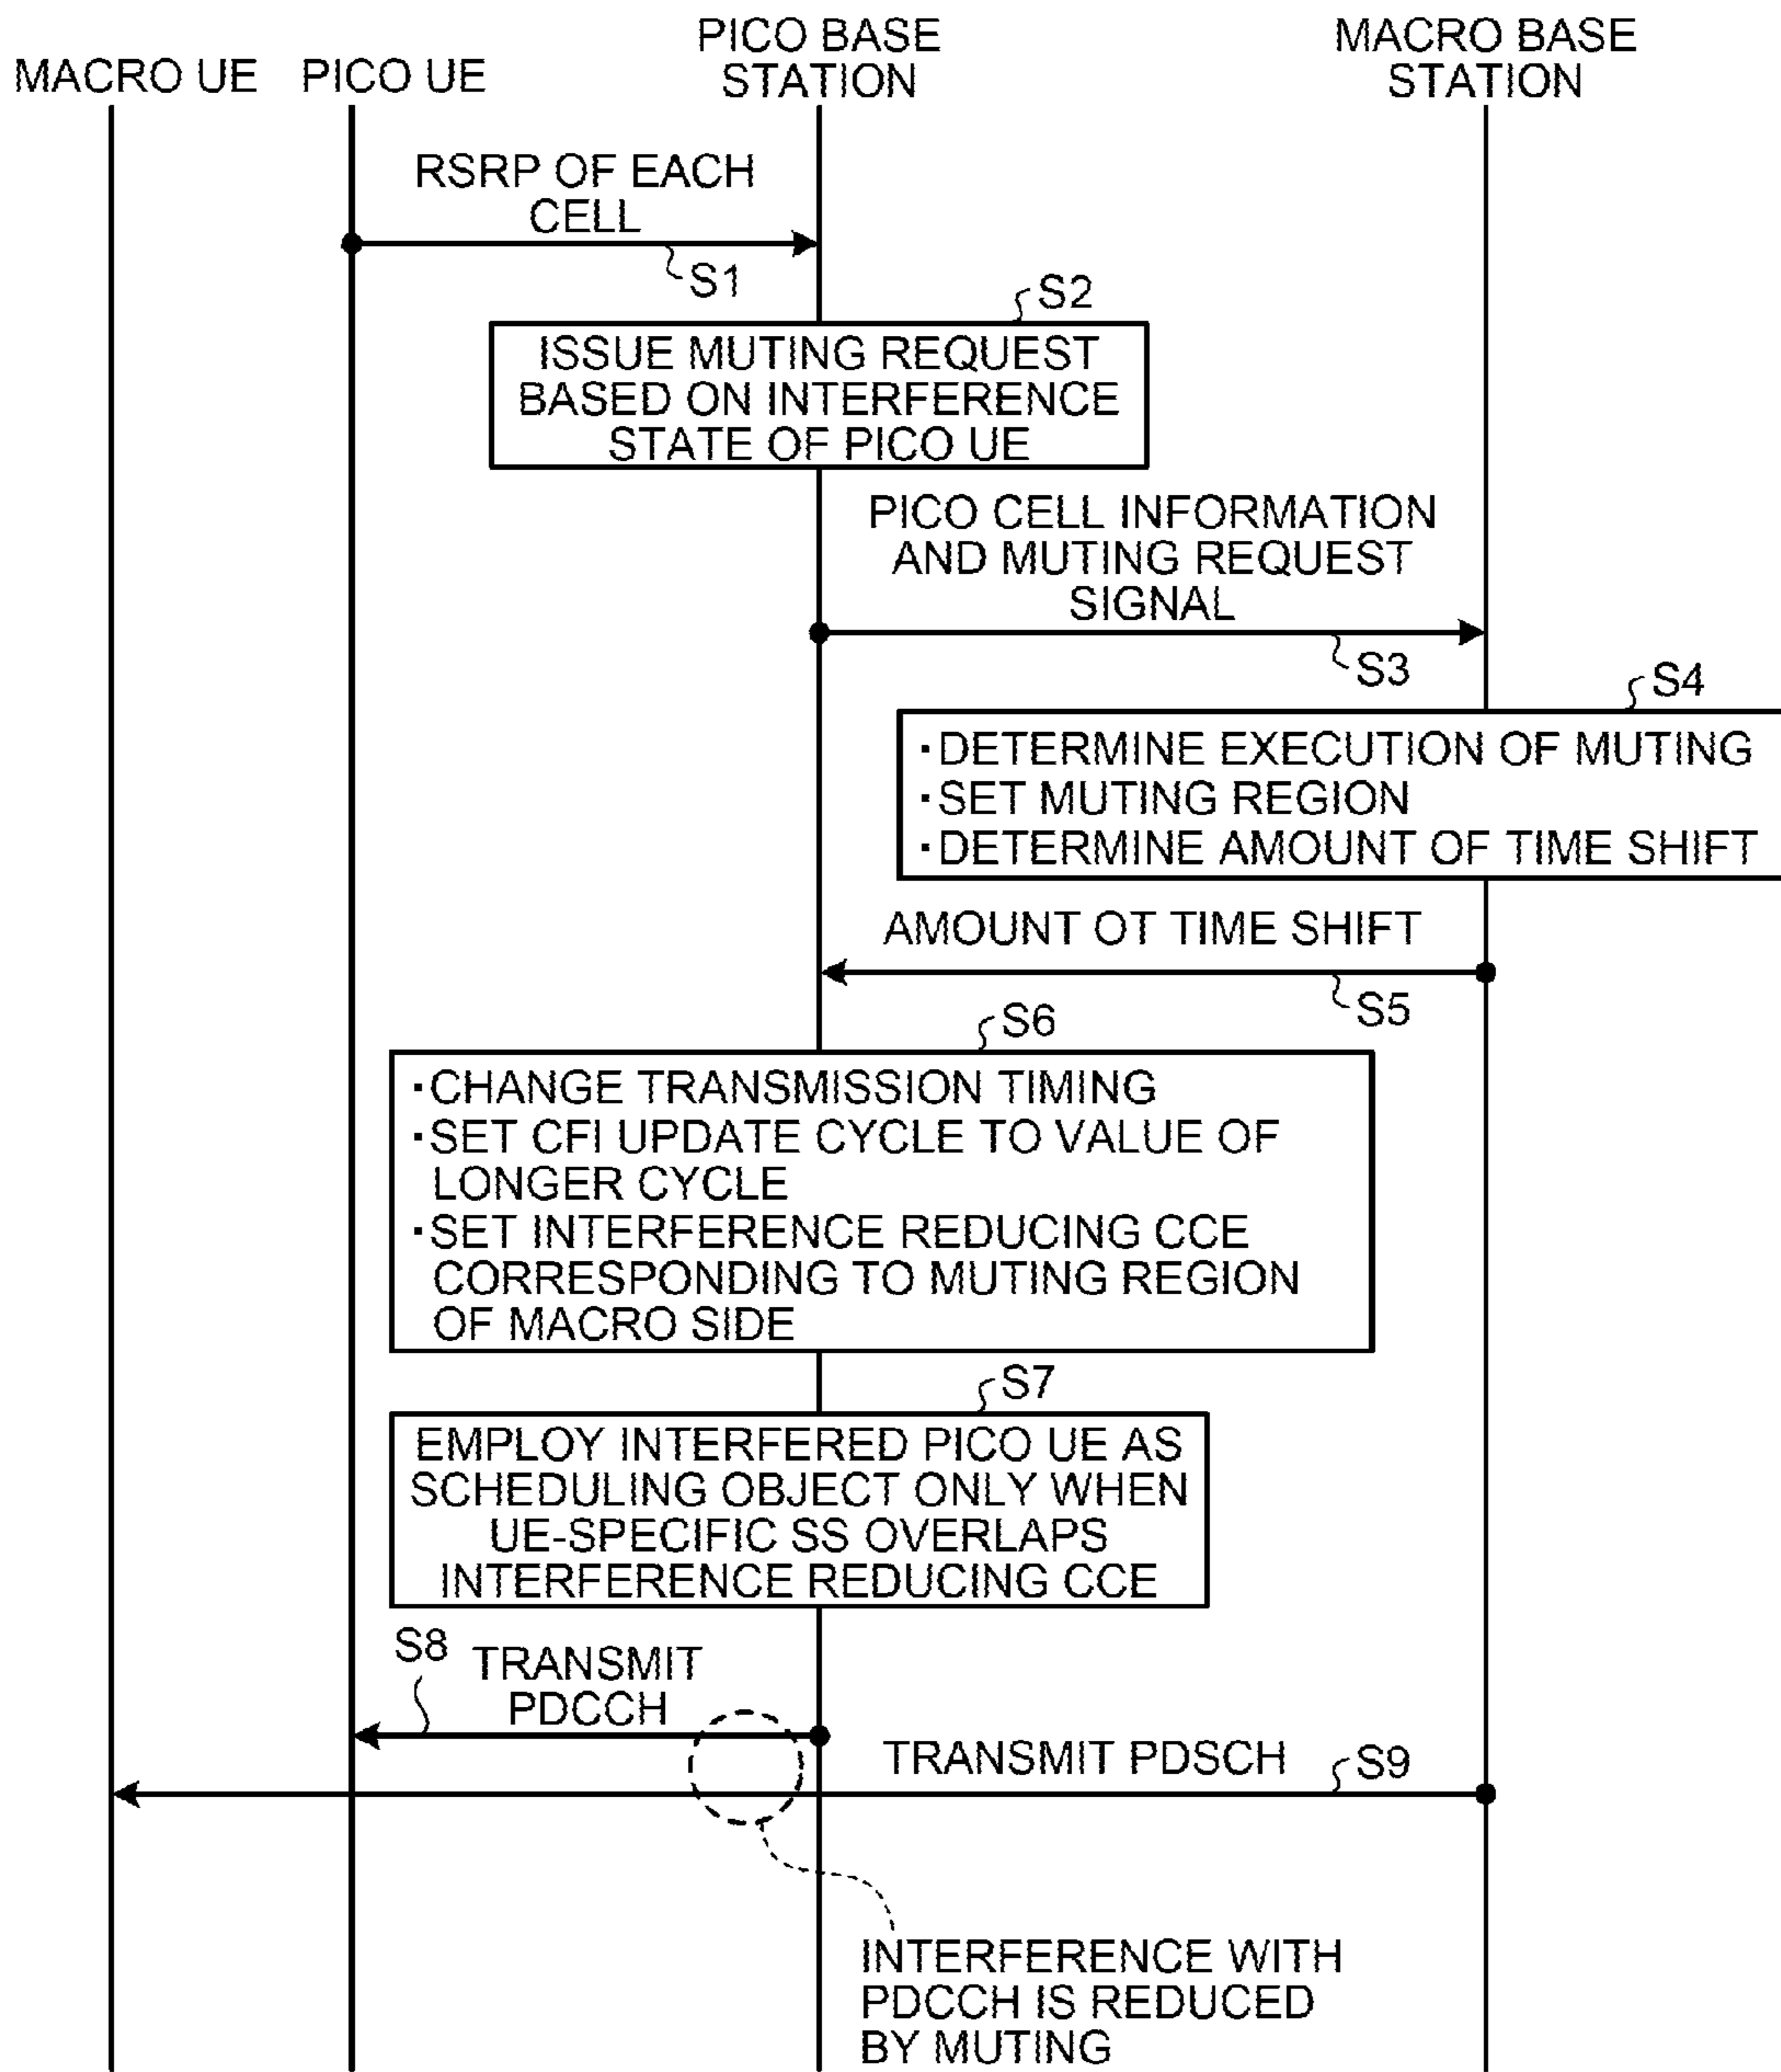 MACRO UE
PICO UE
PICO BASE
STATION
MACRO BASE
STATION
RSRP OF EACH
CELL
S1
S2
ISSUE MUTING REQUEST
BASED ON INTERFERENCE
STATE OF PICO UE
PICO CELL INFORMATION
AND MUTING REQUEST
SIGNAL
S3
S4
·DETERMINE EXECUTION OF MUTING
·SET MUTING REGION
·DETERMINE AMOUNT OF TIME SHIFT
AMOUNT OT TIME SHIFT
S5
S6
·CHANGE TRANSMISSION TIMING
·SET CFI UPDATE CYCLE TO VALUE OF
LONGER CYCLE
·SET INTERFERENCE REDUCING CCE
CORRESPONDING TO MUTING REGION
OF MACRO SIDE
S7
EMPLOY INTERFERED PICO UE AS
SCHEDULING OBJECT ONLY WHEN
UE-SPECIFIC SS OVERLAPS
INTERFERENCE REDUCING CCE
S8
TRANSMIT
PDCCH
TRANSMIT PDSCH
S9
INTERFERENCE WITH
PDCCH IS REDUCED
BY MUTING